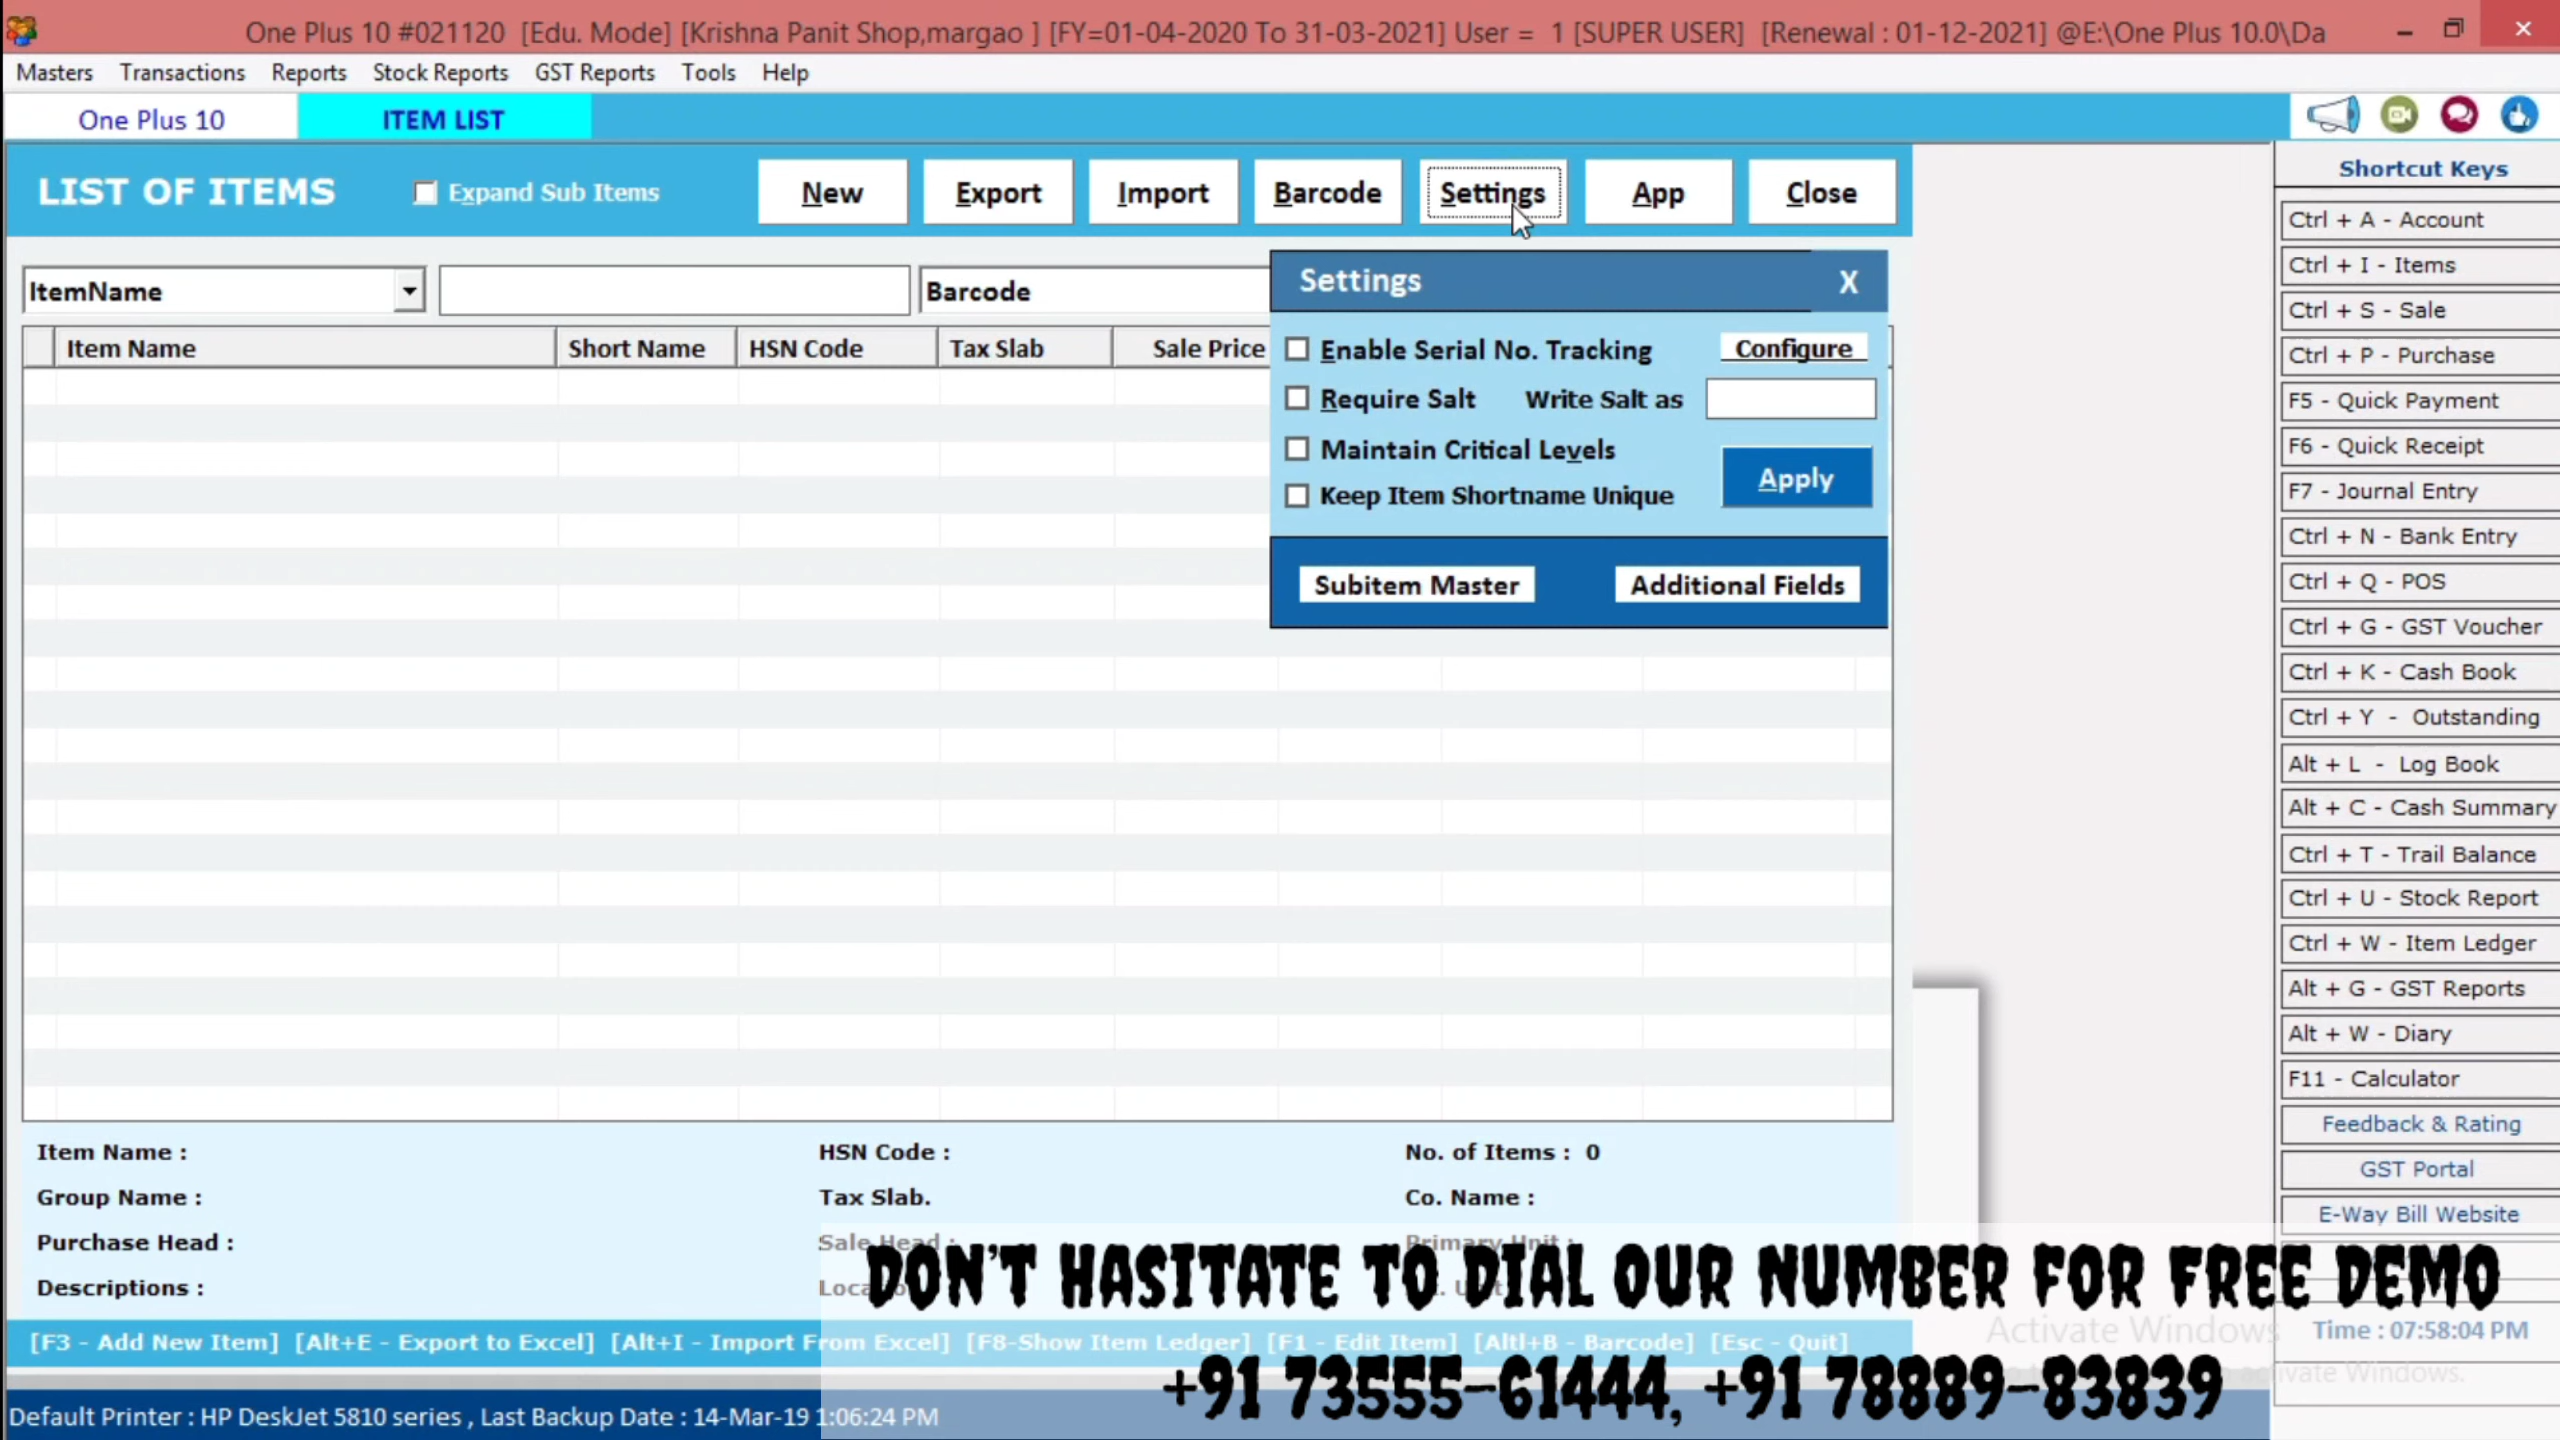 One Plus 10 #021120 [Edu. Mode] [Krishna Panit Shop,margao ] [FY=01-04-2020 To 31-03-2021] User = 1 [SUPER USER] [Renewal : 01-12-2021] @E:\One Plus 10.0\Da
Masters Transactions Reports Stock Reports GST Reports Tools Help
One Plus 10 ITEM LIST
LIST OF ITEMS Expand Sub Items New Export Import Barcode Settings App Close
ItemName Barcode
Item Name Short Name HSN Code Tax Slab Sale Price
Settings X
Enable Serial No. Tracking Configure
Require Salt Write Salt as
Maintain Critical Levels
Apply
Keep Item Shortname Unique
Subitem Master Additional Fields
Shortcut Keys
Ctrl + A - Account
Ctrl + I - Items
Ctrl + S - Sale
Ctrl + P - Purchase
F5 - Quick Payment
F6 - Quick Receipt
F7 - Journal Entry
Ctrl + N - Bank Entry
Ctrl + Q - POS
Ctrl + G - GST Voucher
Ctrl + K - Cash Book
Ctrl + Y - Outstanding
Alt + L - Log Book
Alt + C - Cash Summary
Ctrl + T - Trail Balance
Ctrl + U - Stock Report
Ctrl + W - Item Ledger
Alt + G - GST Reports
Alt + W - Diary
F11 - Calculator
Feedback & Rating
GST Portal
E-Way Bill Website
Time : 07:58:04 PM
Item Name : HSN Code : No. of Items : 0
Group Name : Tax Slab. Co. Name :
Purchase Head : Sale Head : Primary Unit :
Descriptions :
DON'T HASITATE TO DIAL OUR NUMBER FOR FREE DEMO
Activate Windows
[F3 - Add New Item] [Alt+E - Export to Excel] [Alt+I - Import From Excel] [F8-Show Item Ledger] [F1 - Edit Item] [Altl+B - Barcode] [Esc - Quit]
+91 73555-61444, +91 78889-83839
Default Printer : HP DeskJet 5810 series , Last Backup Date : 14-Mar-19 1:06:24 PM